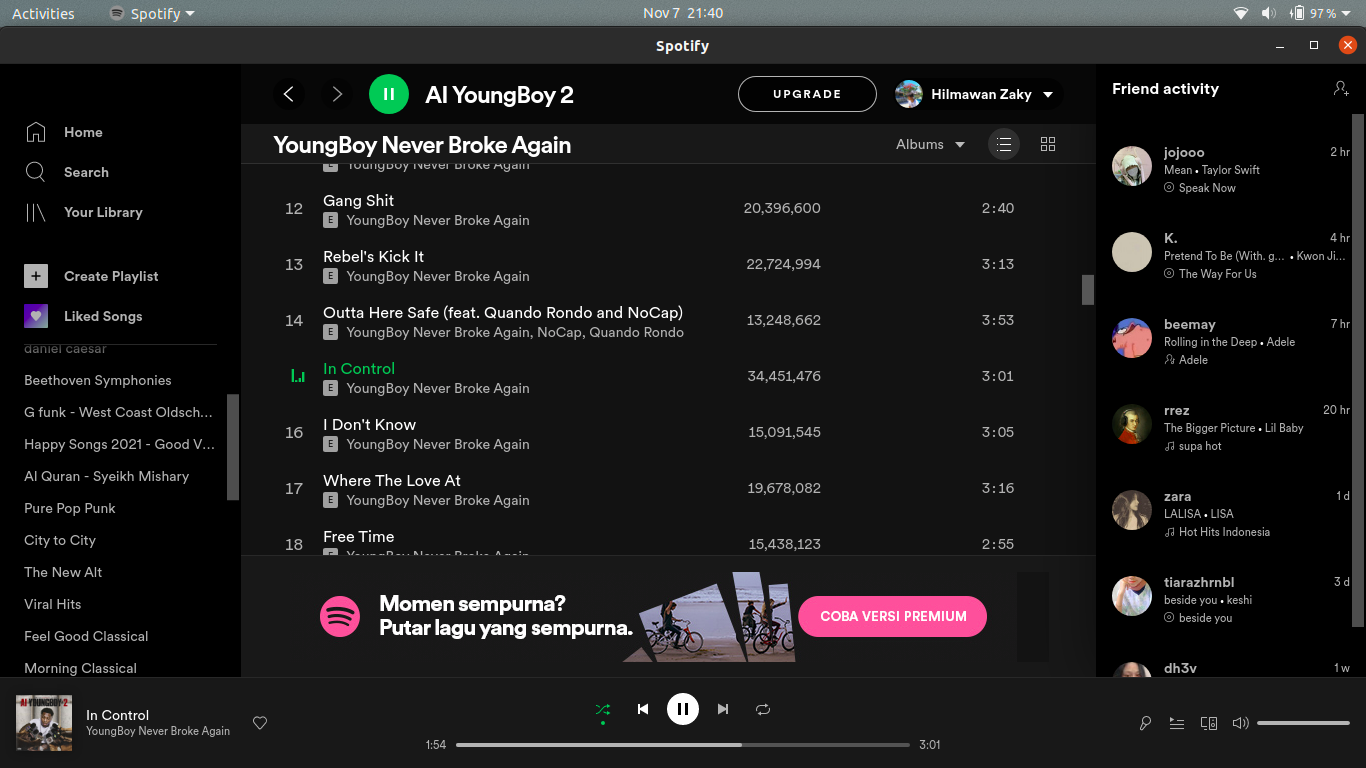 Activities
Spotify
Nov 7 21:40
97 %
Spotify
Home
Search
Your Library
Create Playlist
Liked Songs
daniel caesar
Beethoven Symphonies
G funk - West Coast Oldsch...
Happy Songs 2021 - Good V...
Al Quran - Syeikh Mishary
Pure Pop Punk
City to City
The New Alt
Viral Hits
Feel Good Classical
Morning Classical
AI YoungBoy 2
UPGRADE
Hilmawan Zaky
YoungBoy Never Broke Again
Albums
E YoungBoy Never Broke Again
12 Gang Shit 20,396,600 2:40
E YoungBoy Never Broke Again
13 Rebel's Kick It 22,724,994 3:13
E YoungBoy Never Broke Again
14 Outta Here Safe (feat. Quando Rondo and NoCap) 13,248,662 3:53
E YoungBoy Never Broke Again, NoCap, Quando Rondo
In Control 34,451,476 3:01
E YoungBoy Never Broke Again
16 I Don't Know 15,091,545 3:05
E YoungBoy Never Broke Again
17 Where The Love At 19,678,082 3:16
E YoungBoy Never Broke Again
18 Free Time 15,438,123 2:55
E YoungBoy Never Broke Again
Momen sempurna?
Putar lagu yang sempurna.
COBA VERSI PREMIUM
Friend activity
jojooo 2 hr
Mean • Taylor Swift
Speak Now
K. 4 hr
Pretend To Be (With. g... • Kwon Ji...
The Way For Us
beemay 7 hr
Rolling in the Deep • Adele
Adele
rrez 20 hr
The Bigger Picture • Lil Baby
supa hot
zara 1 d
LALISA • LISA
Hot Hits Indonesia
tiarazhrnbl 3 d
beside you • keshi
beside you
dh3v 1 w
AI YOUNGBOY 2
In Control
YoungBoy Never Broke Again
1:54
3:01